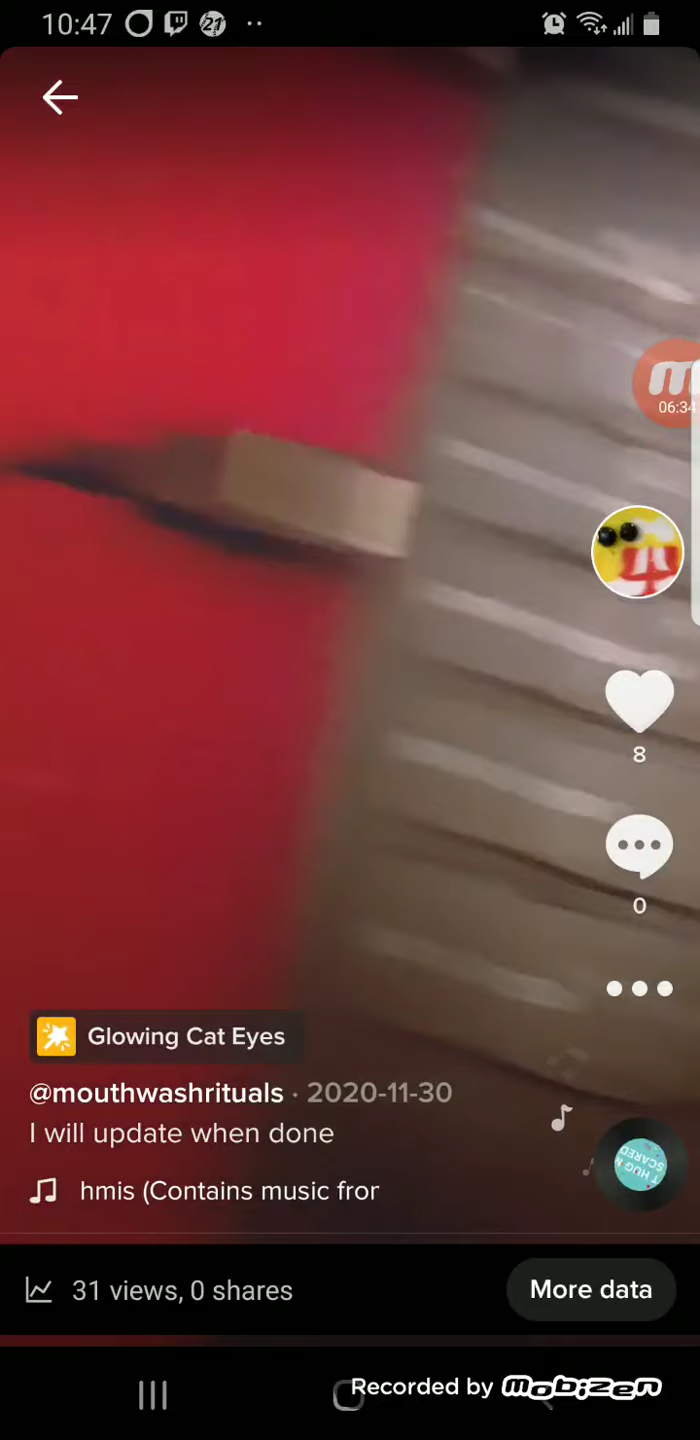 10:47
21
06:34
8
0
Glowing Cat Eyes
@mouthwashrituals · 2020-11-30
I will update when done
hmis (Contains music fror
31 views, 0 shares
More data
Recorded by mobizen